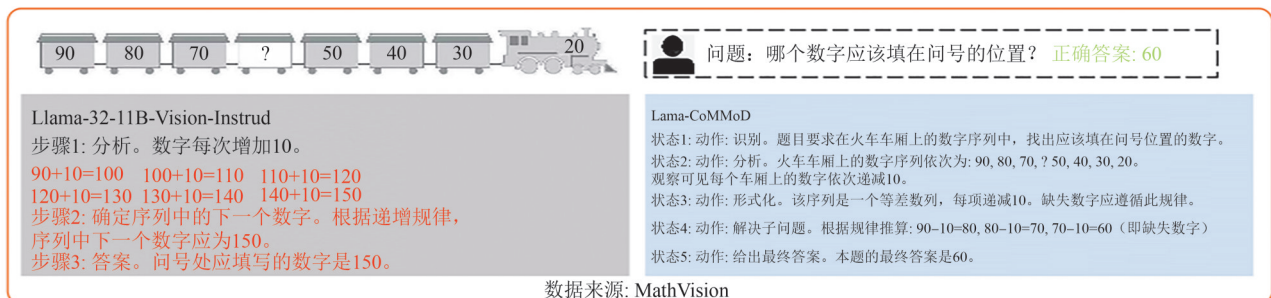 90 80 70 ? 50 40 30 20
问题：哪个数字应该填在问号的位置？ 正确答案: 60
Llama-32-11B-Vision-Instrud
步骤1: 分析。数字每次增加10。
90+10=100 100+10=110 110+10=120
120+10=130 130+10=140 140+10=150
步骤2: 确定序列中的下一个数字。根据递增规律，
序列中下一个数字应为150。
步骤3: 答案。问号处应填写的数字是150。
Lama-CoMMoD
状态1: 动作: 识别。题目要求在火车车厢上的数字序列中，找出应该填在问号位置的数字。
状态2: 动作: 分析。火车车厢上的数字序列依次为: 90, 80, 70, ? 50, 40, 30, 20。
观察可见每个车厢上的数字依次递减10。
状态3: 动作: 形式化。该序列是一个等差数列，每项递减10。缺失数字应遵循此规律。
状态4: 动作: 解决子问题。根据规律推算: 90–10=80, 80–10=70, 70–10=60（即缺失数字）
状态5: 动作: 给出最终答案。本题的最终答案是60。
数据来源: MathVision